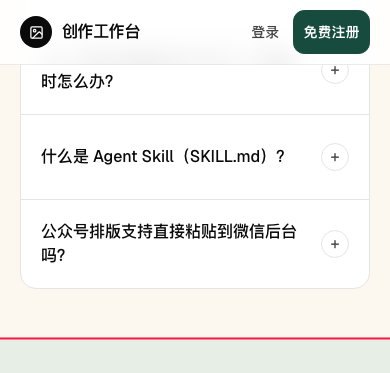 创作工作台
登录
免费注册
时怎么办?
什么是 Agent Skill（SKILL.md）?
公众号排版支持直接粘贴到微信后台
吗?